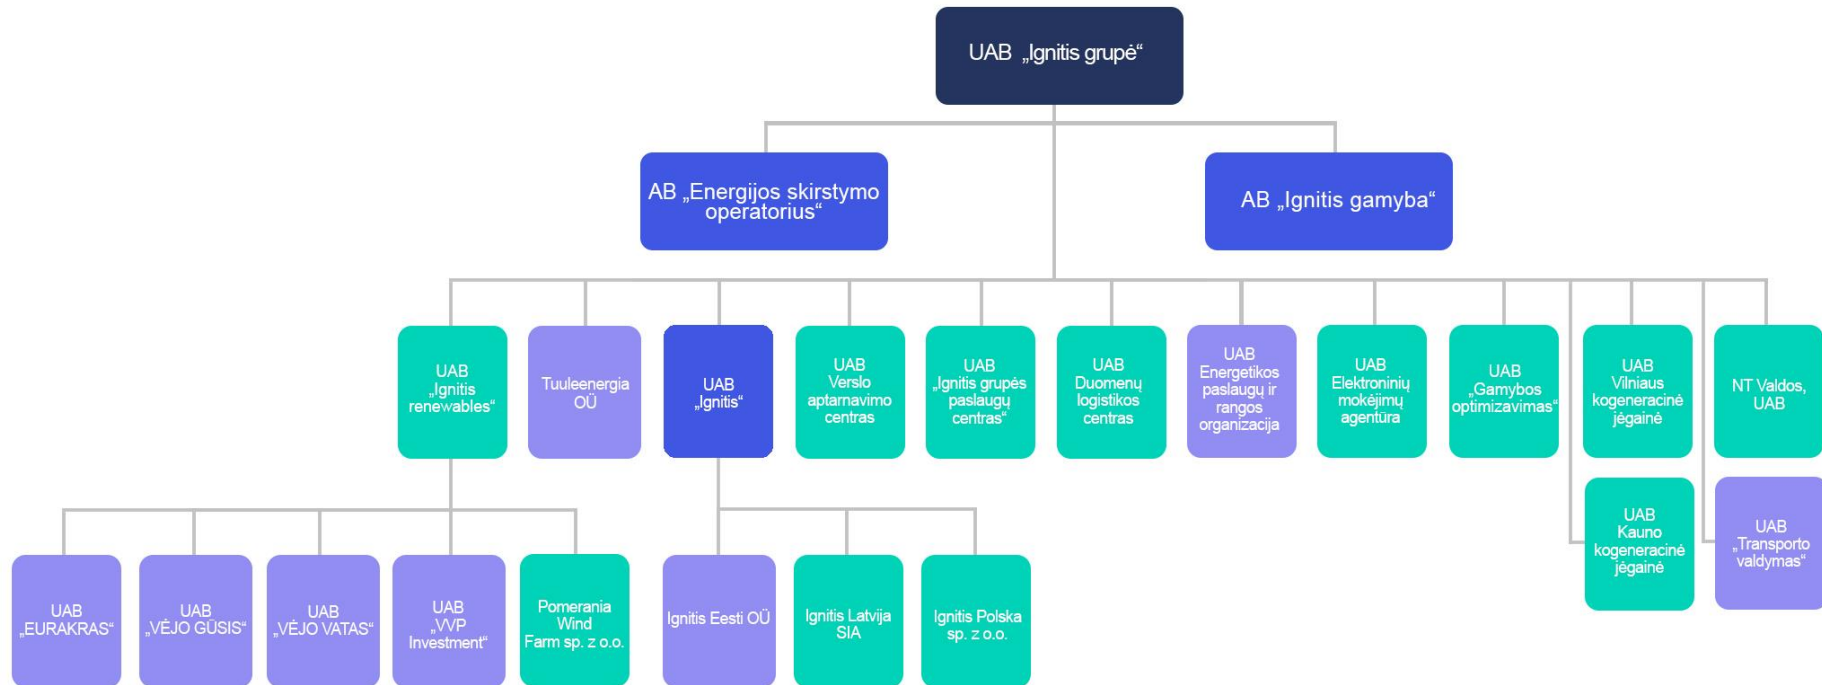 UAB „Ignitis grupė“
AB „Energijos skirstymo
operatorius“
AB „Ignitis gamyba“
UAB
„Ignitis
renewables“
Tuuleenergia
OÜ
UAB
„Ignitis“
UAB
Verslo
aptarnavimo
centras
UAB
„Ignitis grupės
paslaugų
centras“
UAB
Duomenų
logistikos
centras
UAB
Energetikos
paslaugų ir
rangos
organizacija
UAB
Elektroninių
mokėjimų
agentūra
UAB
„Gamybos
optimizavimas“
UAB
Vilniaus
kogeneracinė
jėgainė
NT Valdos,
UAB
UAB
Kauno
kogeneracinė
jėgainė
UAB
„Transporto
valdymas“
UAB
„EURAKRAS“
UAB
„VĖJO GŪSIS“
UAB
„VĖJO VATAS“
UAB
„VVP
Investment“
Pomerania
Wind
Farm sp. z o.o.
Ignitis Eesti OÜ
Ignitis Latvija
SIA
Ignitis Polska
sp. z o.o.